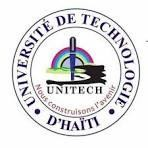 UNIVERSITÉ DE TECHNOLOGIE
UNITECH
Nous construisons l'avenir
D'HAÏTI